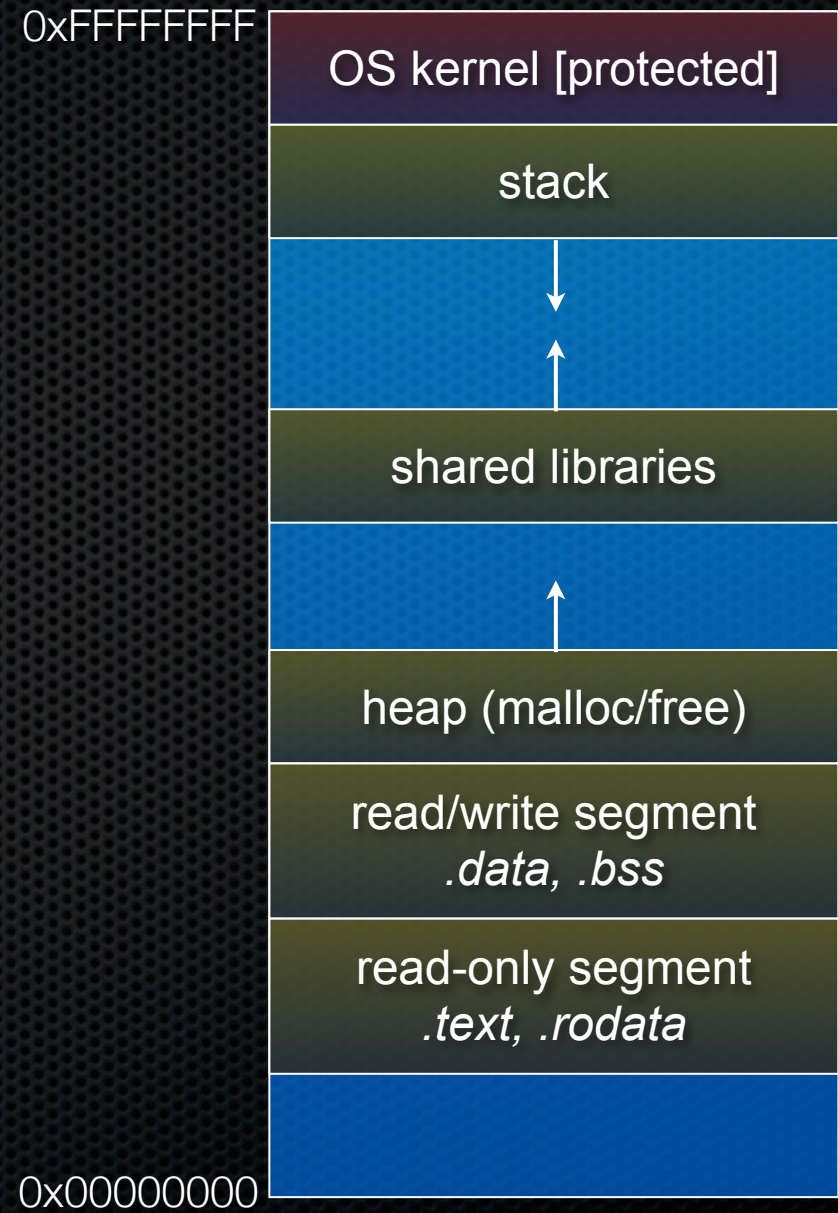 0xFFFFFFFF
OS kernel [protected]
stack
shared libraries
heap (malloc/free)
read/write segment
.data, .bss
read-only segment
.text, .rodata
0x00000000